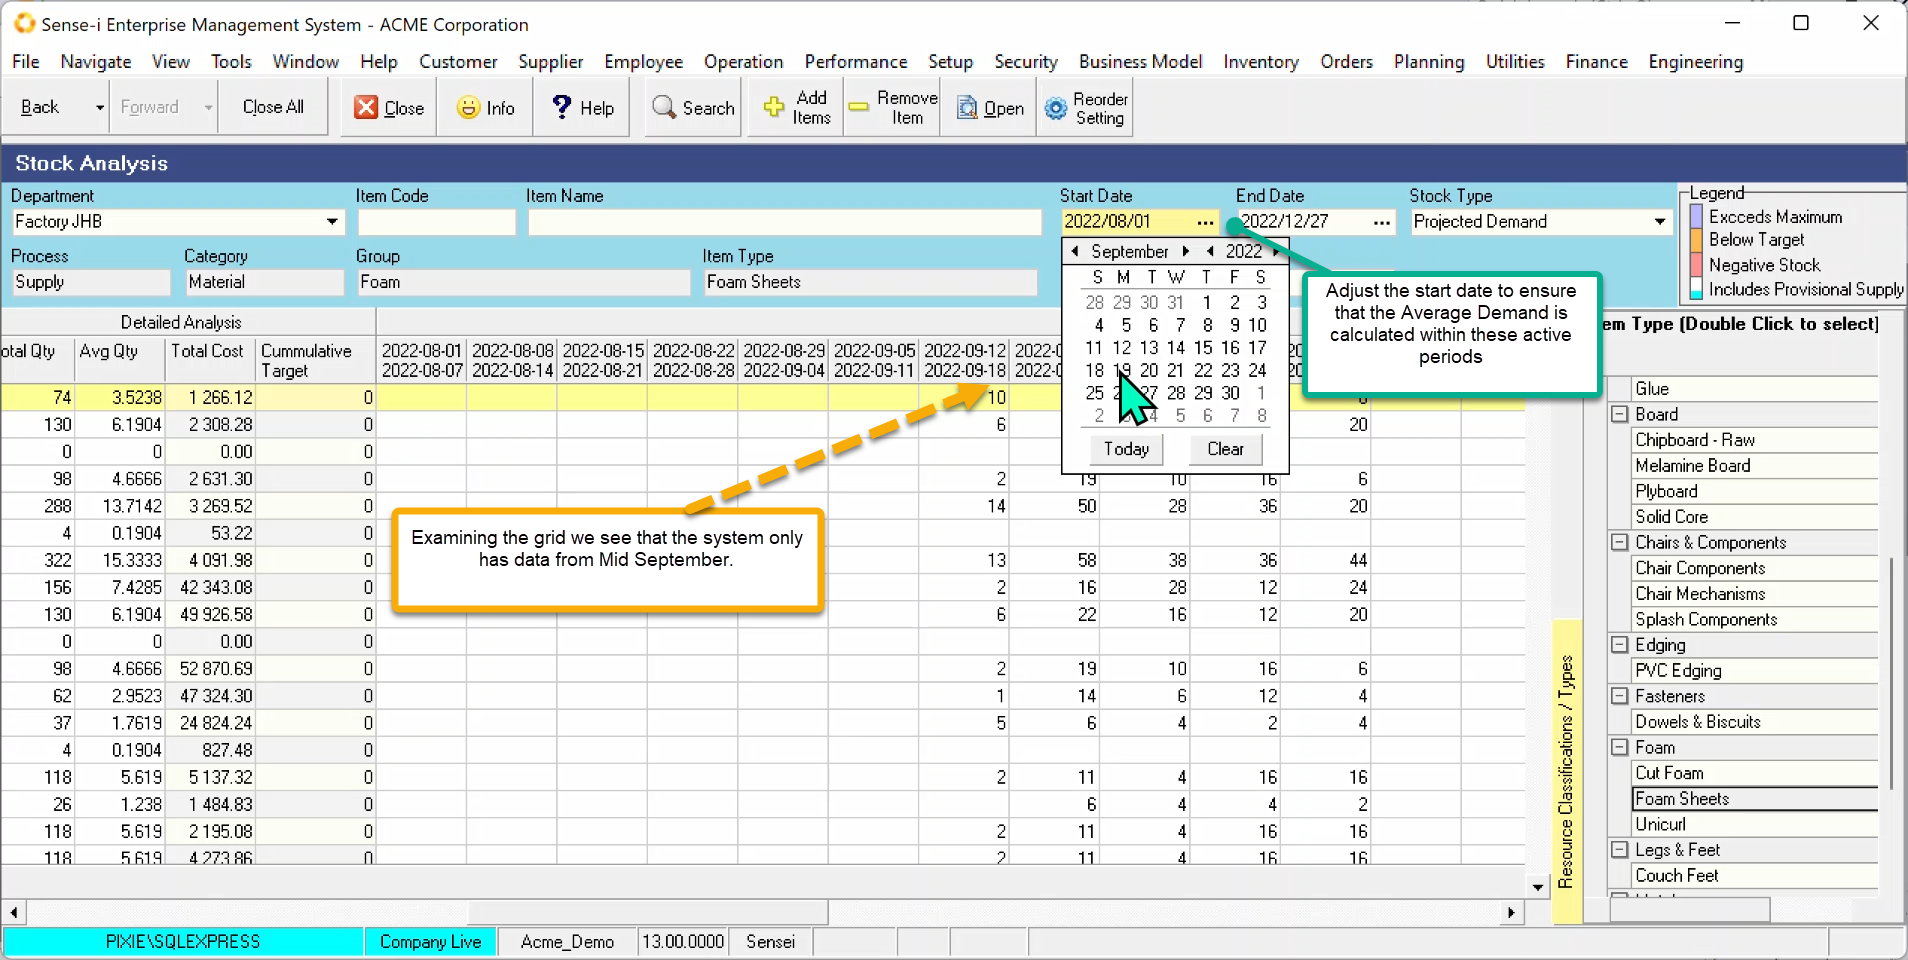 Sense-i Enterprise Management System - ACME Corporation
File Navigate View Tools Window Help Customer Supplier Employee Operation Performance Setup Security Business Model Inventory Orders Planning Utilities Finance Engineering
Back Forward Close All Close Info Help Search Add Items Remove Item Open Reorder Setting
Stock Analysis
Department Item Code Item Name Start Date End Date Stock Type
Factory JHB 2022/08/01 ... 2022/12/27 ... Projected Demand
Process Category Group Item Type
Supply Material Foam Foam Sheets
Legend
Excceds Maximum
Below Target
Negative Stock
Includes Provisional Supply
September 2022
S M T W T F S
28 29 30 31 1 2 3
4 5 6 7 8 9 10
11 12 13 14 15 16 17
18 19 20 21 22 23 24
25 27 28 29 30 1
2 4 5 6 7 8
Today Clear
Adjust the start date to ensure
that the Average Demand is
calculated within these active
periods
Detailed Analysis
otal Qty Avg Qty Total Cost Cummulative Target
2022-08-01 2022-08-08 2022-08-15 2022-08-22 2022-08-29 2022-09-05 2022-09-12
2022-08-07 2022-08-14 2022-08-21 2022-08-28 2022-09-04 2022-09-11 2022-09-18
74 3.5238 1 266.12 0 10
130 6.1904 2 308.28 0 6 20
0 0 0.00 0
98 4.6666 2 631.30 0 2 19 10 16 6
288 13.7142 3 269.52 0 14 50 28 36 20
4 0.1904 53.22 0
322 15.3333 4 091.98 0 13 58 38 36 44
156 7.4285 42 343.08 0 2 16 28 12 24
130 6.1904 49 926.58 0 6 22 16 12 20
0 0 0.00 0
98 4.6666 52 870.69 0 2 19 10 16 6
62 2.9523 47 324.30 0 1 14 6 12 4
37 1.7619 24 824.24 0 5 6 4 2 4
4 0.1904 827.48 0
118 5.619 5 137.32 0 2 11 4 16 16
26 1.238 1 484.83 0 6 4 4 2
118 5.619 2 195.08 0 2 11 4 16 16
118 5.619 4 273.86 0 2 11 4 16 16
Examining the grid we see that the system only
has data from Mid September.
Resource Classifications / Types
em Type (Double Click to select)
Glue
Board
Chipboard - Raw
Melamine Board
Plyboard
Solid Core
Chairs & Components
Chair Components
Chair Mechanisms
Splash Components
Edging
PVC Edging
Fasteners
Dowels & Biscuits
Foam
Cut Foam
Foam Sheets
Unicurl
Legs & Feet
Couch Feet
PIXIE\SQLEXPRESS Company Live Acme_Demo 13.00.0000 Sensei